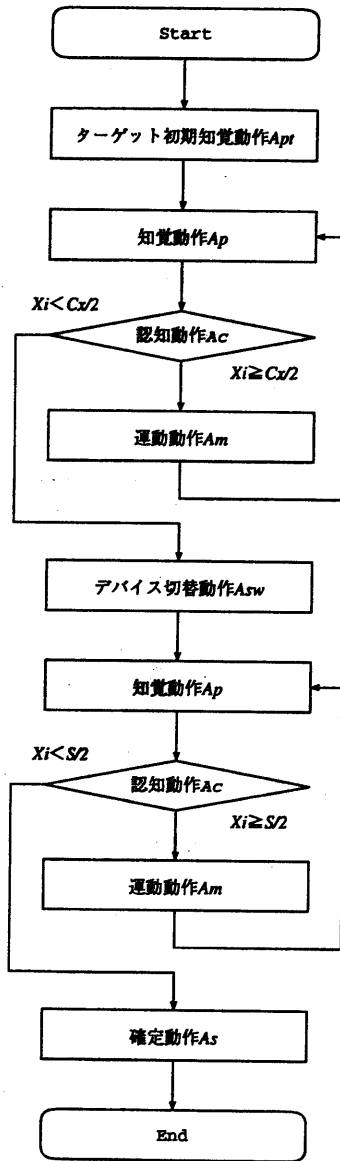 Start
ターゲット初期知覚動作Apt
知覚動作Ap
Xi<Cx/2
認知動作Ac
Xi≧Cx/2
運動動作Am
デバイス切替動作Asw
知覚動作Ap
Xi<S/2
認知動作Ac
Xi≧S/2
運動動作Am
確定動作As
End